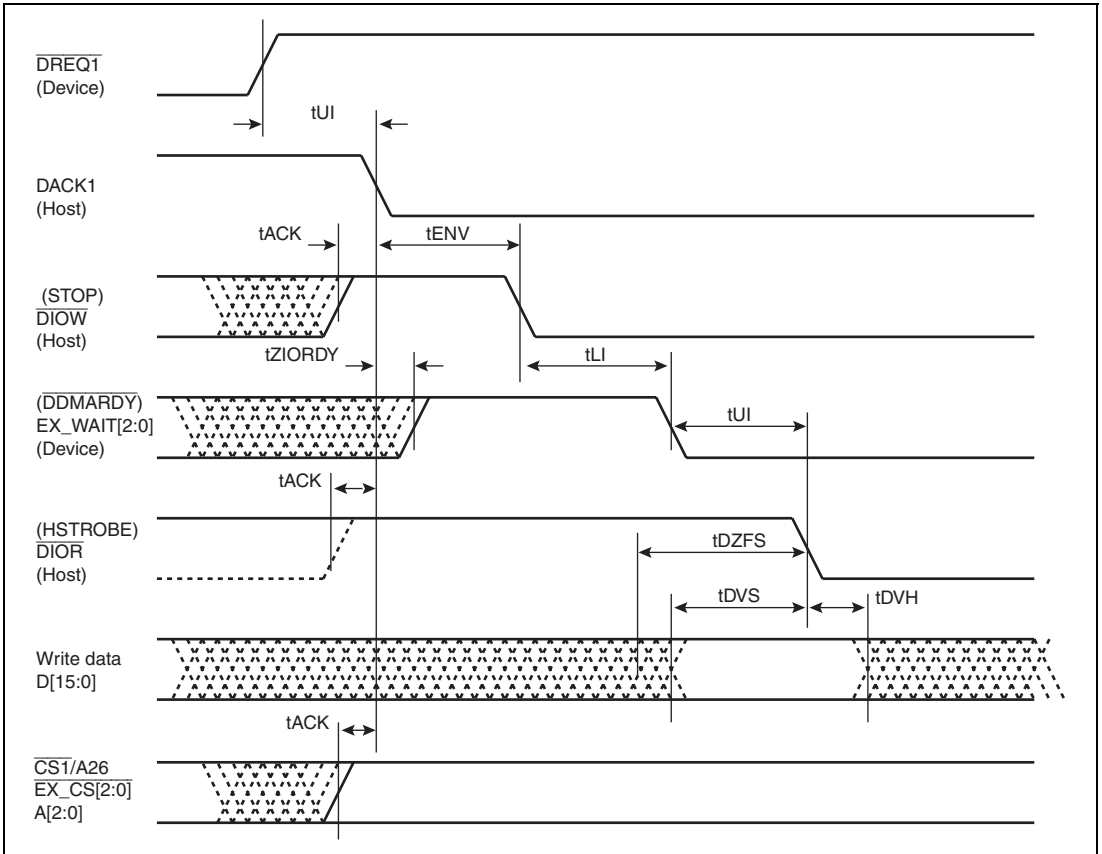 DREQ1
(Device)
tUI
DACK1
(Host)
tACK
tENV
(STOP)
DIOW
(Host)
tZIORDY
tLI
(DDMARDY)
EX_WAIT[2:0]
(Device)
tUI
tACK
(HSTROBE)
DIOR
(Host)
tDZFS
tDVS
tDVH
Write data
D[15:0]
tACK
CS1/A26
EX_CS[2:0]
A[2:0]